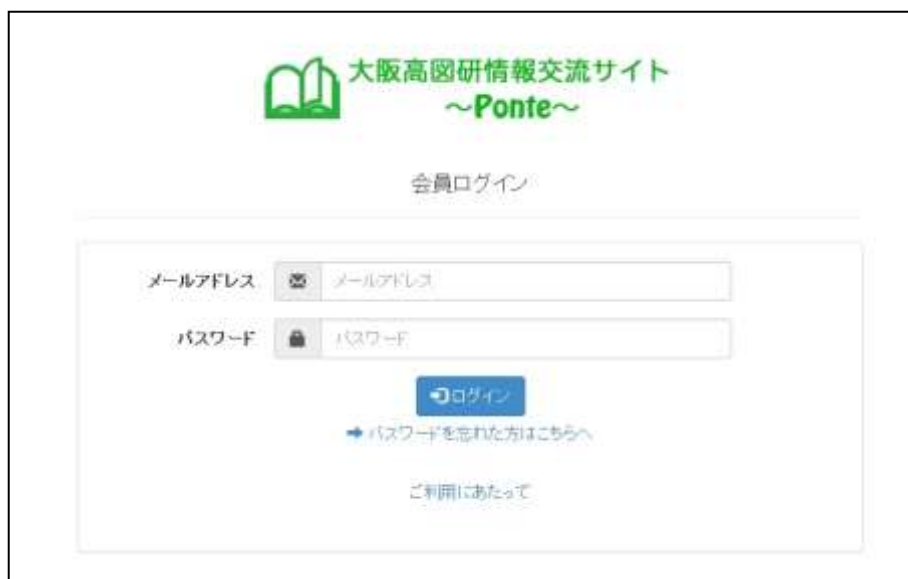 大阪高図研情報交流サイト
～Ponte～
会員ログイン
メールアドレス メールアドレス
パスワード パスワード
ログイン
パスワードを忘れた方はこちらへ
ご利用にあたって